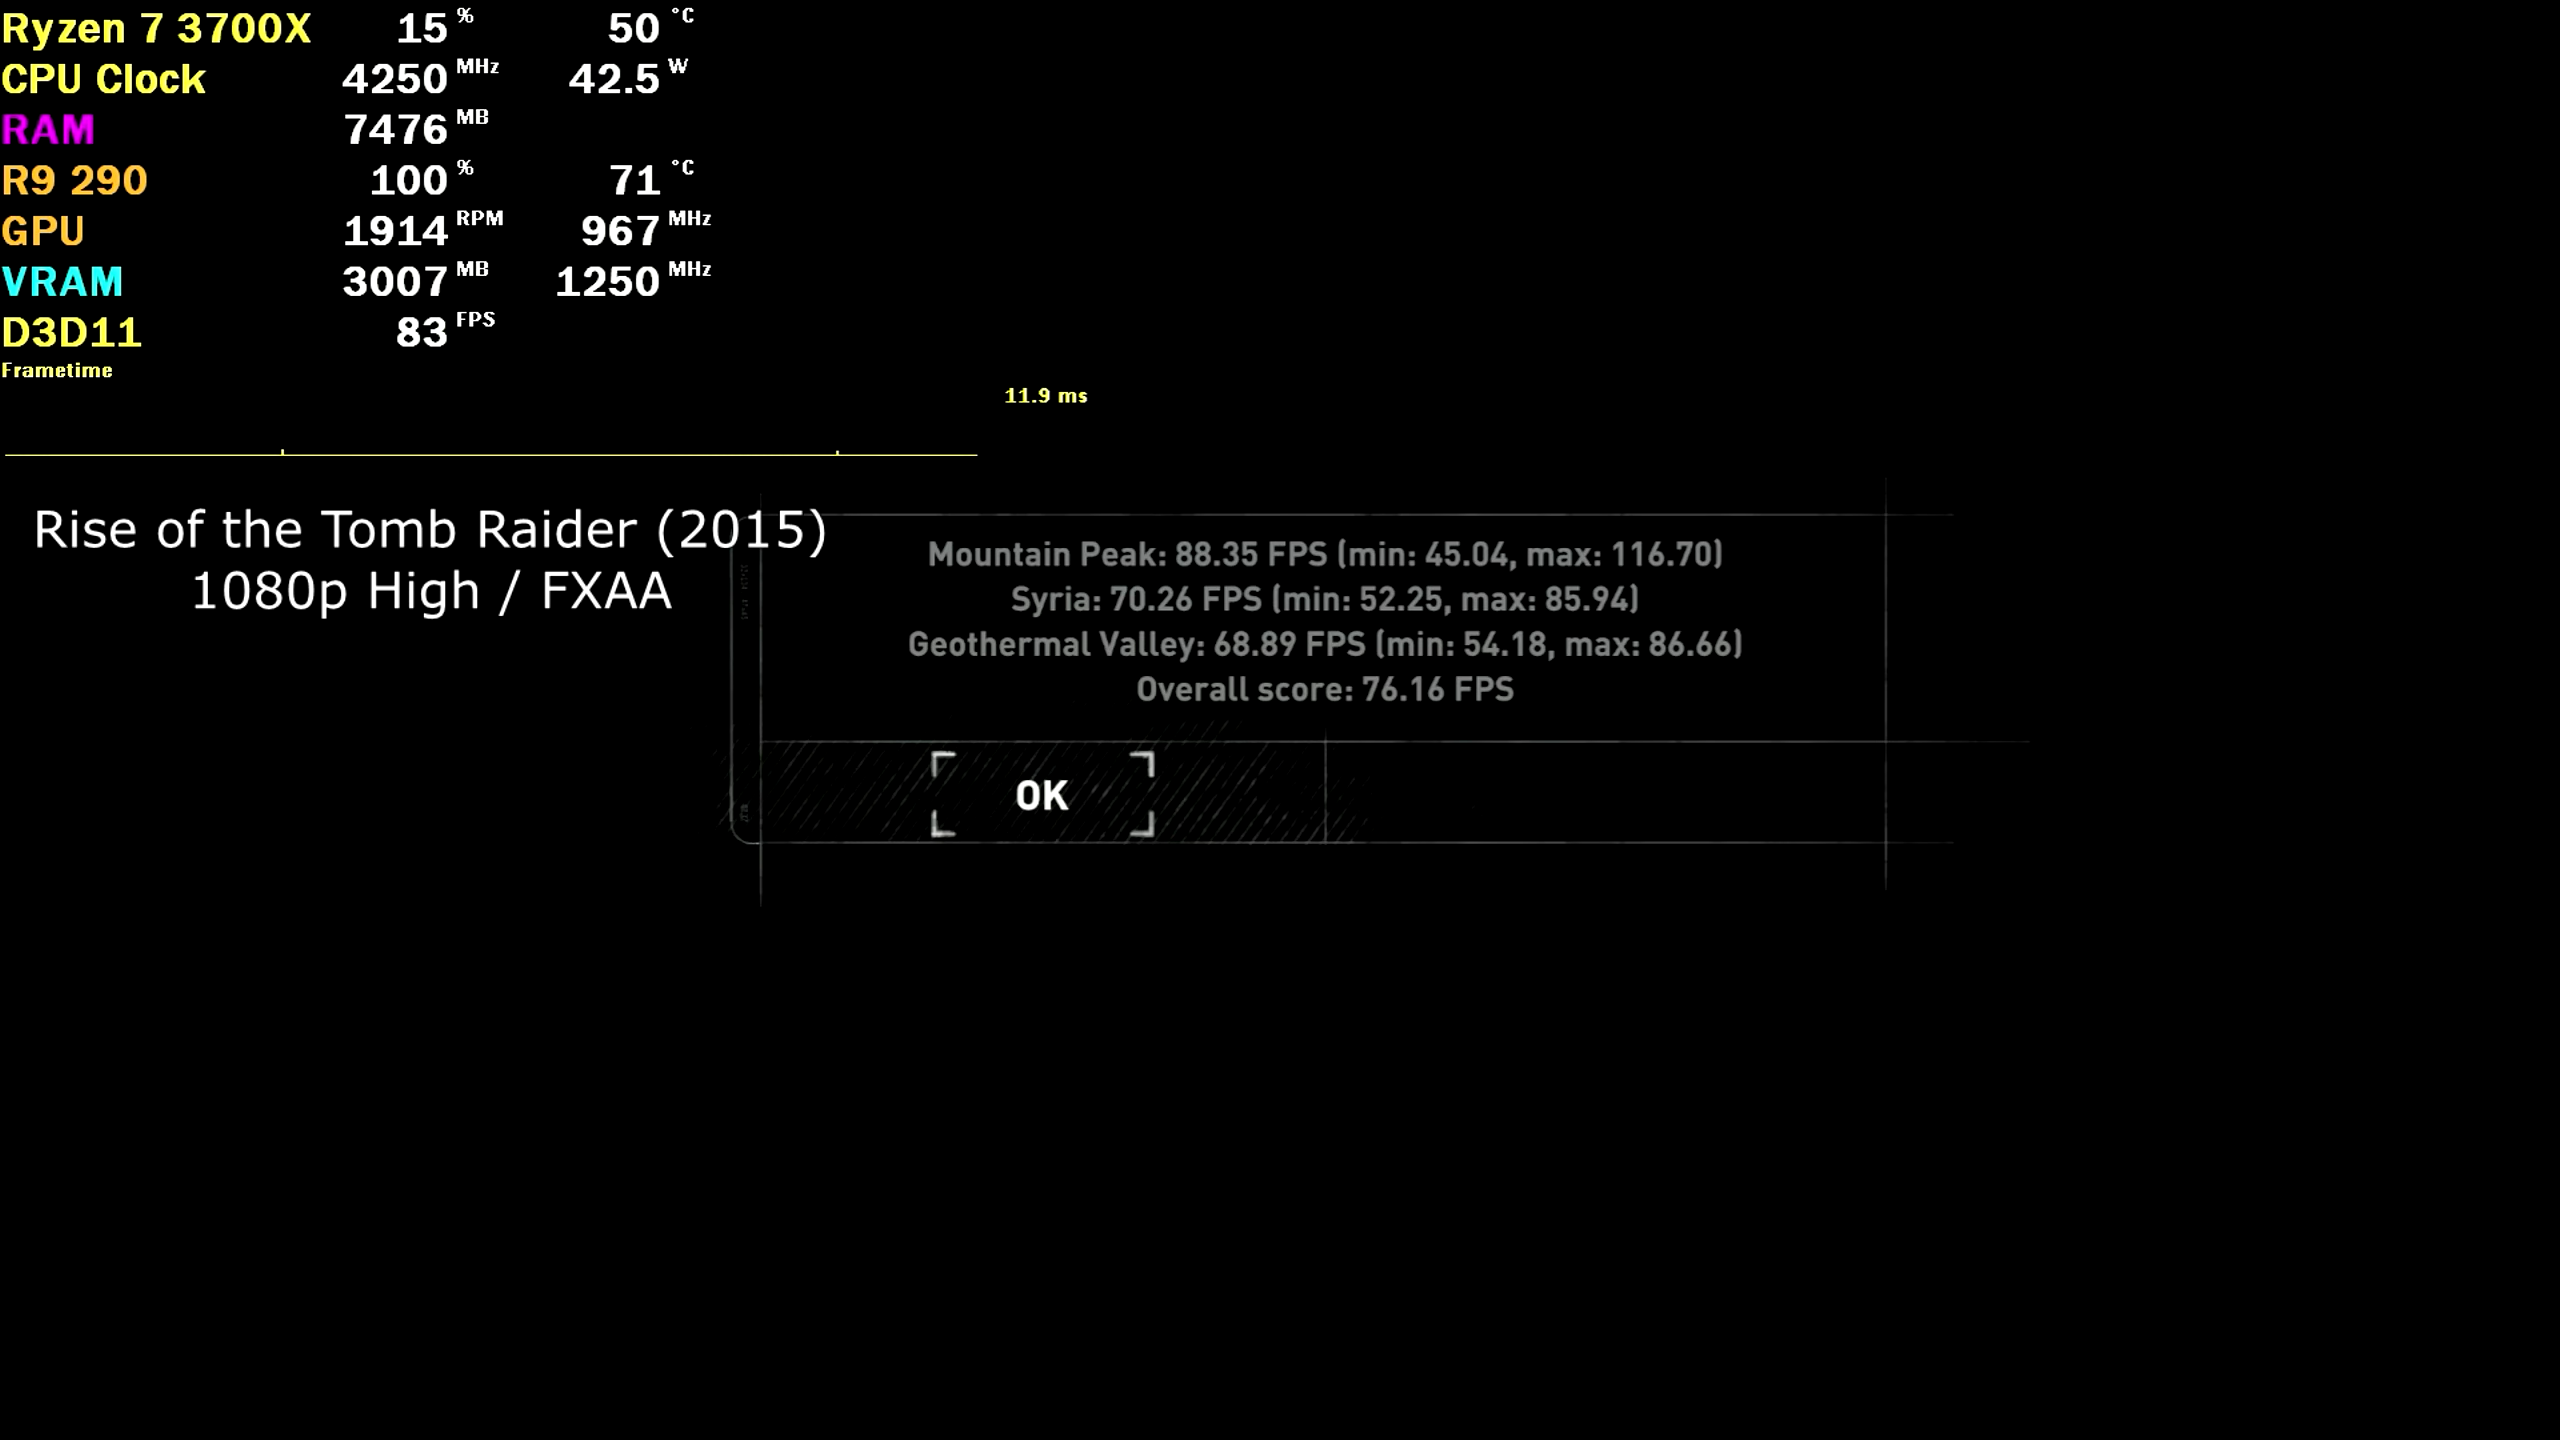 Ryzen 7 3700X 15 % 50 °C
CPU Clock 4250 MHz 42.5 W
RAM 7476 MB
R9 290 100 % 71 °C
GPU 1914 RPM 967 MHz
VRAM 3007 MB 1250 MHz
D3D11 83 FPS
Frametime
11.9 ms
Rise of the Tomb Raider (2015)
1080p High / FXAA
Mountain Peak: 88.35 FPS (min: 45.04, max: 116.70)
Syria: 70.26 FPS (min: 52.25, max: 85.94)
Geothermal Valley: 68.89 FPS (min: 54.18, max: 86.66)
Overall score: 76.16 FPS
OK